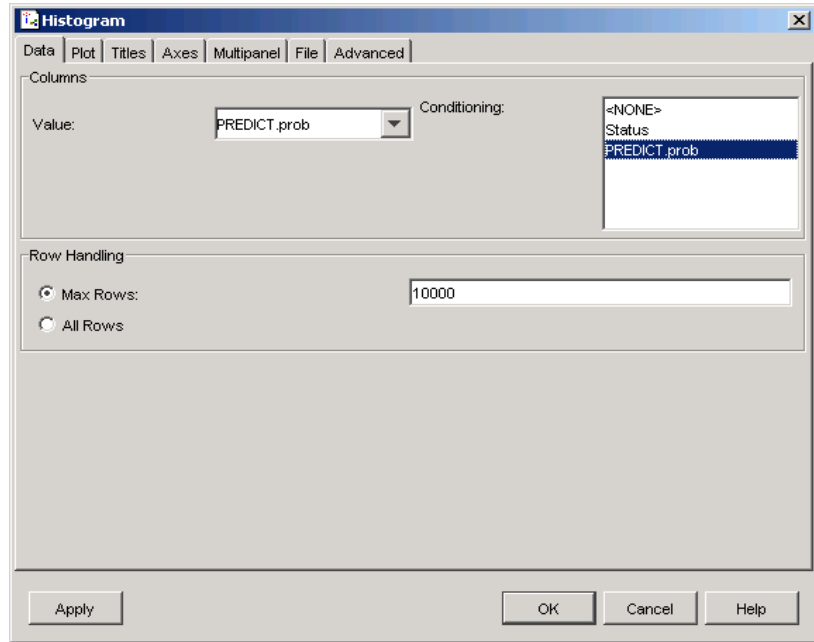 Histogram
Data Plot Titles Axes Multipanel File Advanced
Columns
Value: PREDICT.prob Conditioning: <NONE>
Status
PREDICT.prob
Row Handling
Max Rows: 10000
All Rows
Apply OK Cancel Help